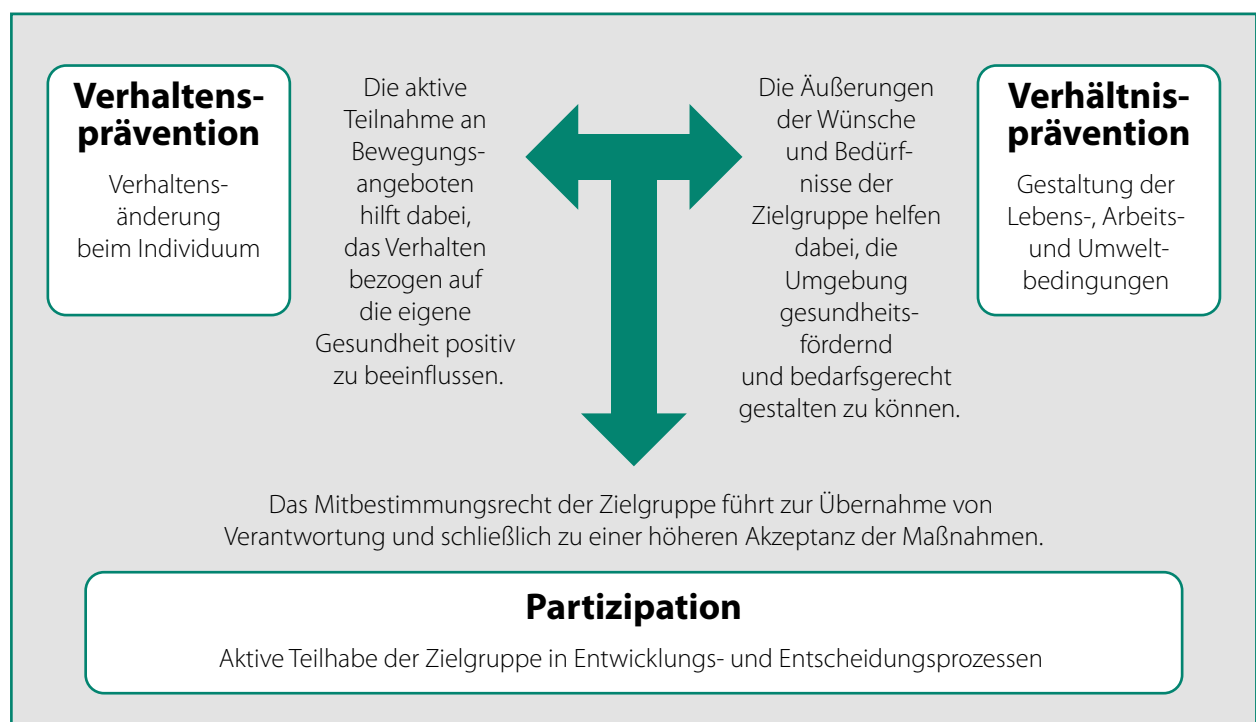 Verhaltens-
prävention
Verhaltens-
änderung
beim Individuum
Die aktive
Teilnahme an
Bewegungs-
angeboten
hilft dabei,
das Verhalten
bezogen auf
die eigene
Gesundheit positiv
zu beeinflussen.
Die Äußerungen
der Wünsche
und Bedürf-
nisse der
Zielgruppe helfen
dabei, die
Umgebung
gesundheits-
fördernd
und bedarfsgerecht
gestalten zu können.
Verhältnis-
prävention
Gestaltung der
Lebens-, Arbeits-
und Umwelt-
bedingungen
Das Mitbestimmungsrecht der Zielgruppe führt zur Übernahme von
Verantwortung und schließlich zu einer höheren Akzeptanz der Maßnahmen.
Partizipation
Aktive Teilhabe der Zielgruppe in Entwicklungs- und Entscheidungsprozessen